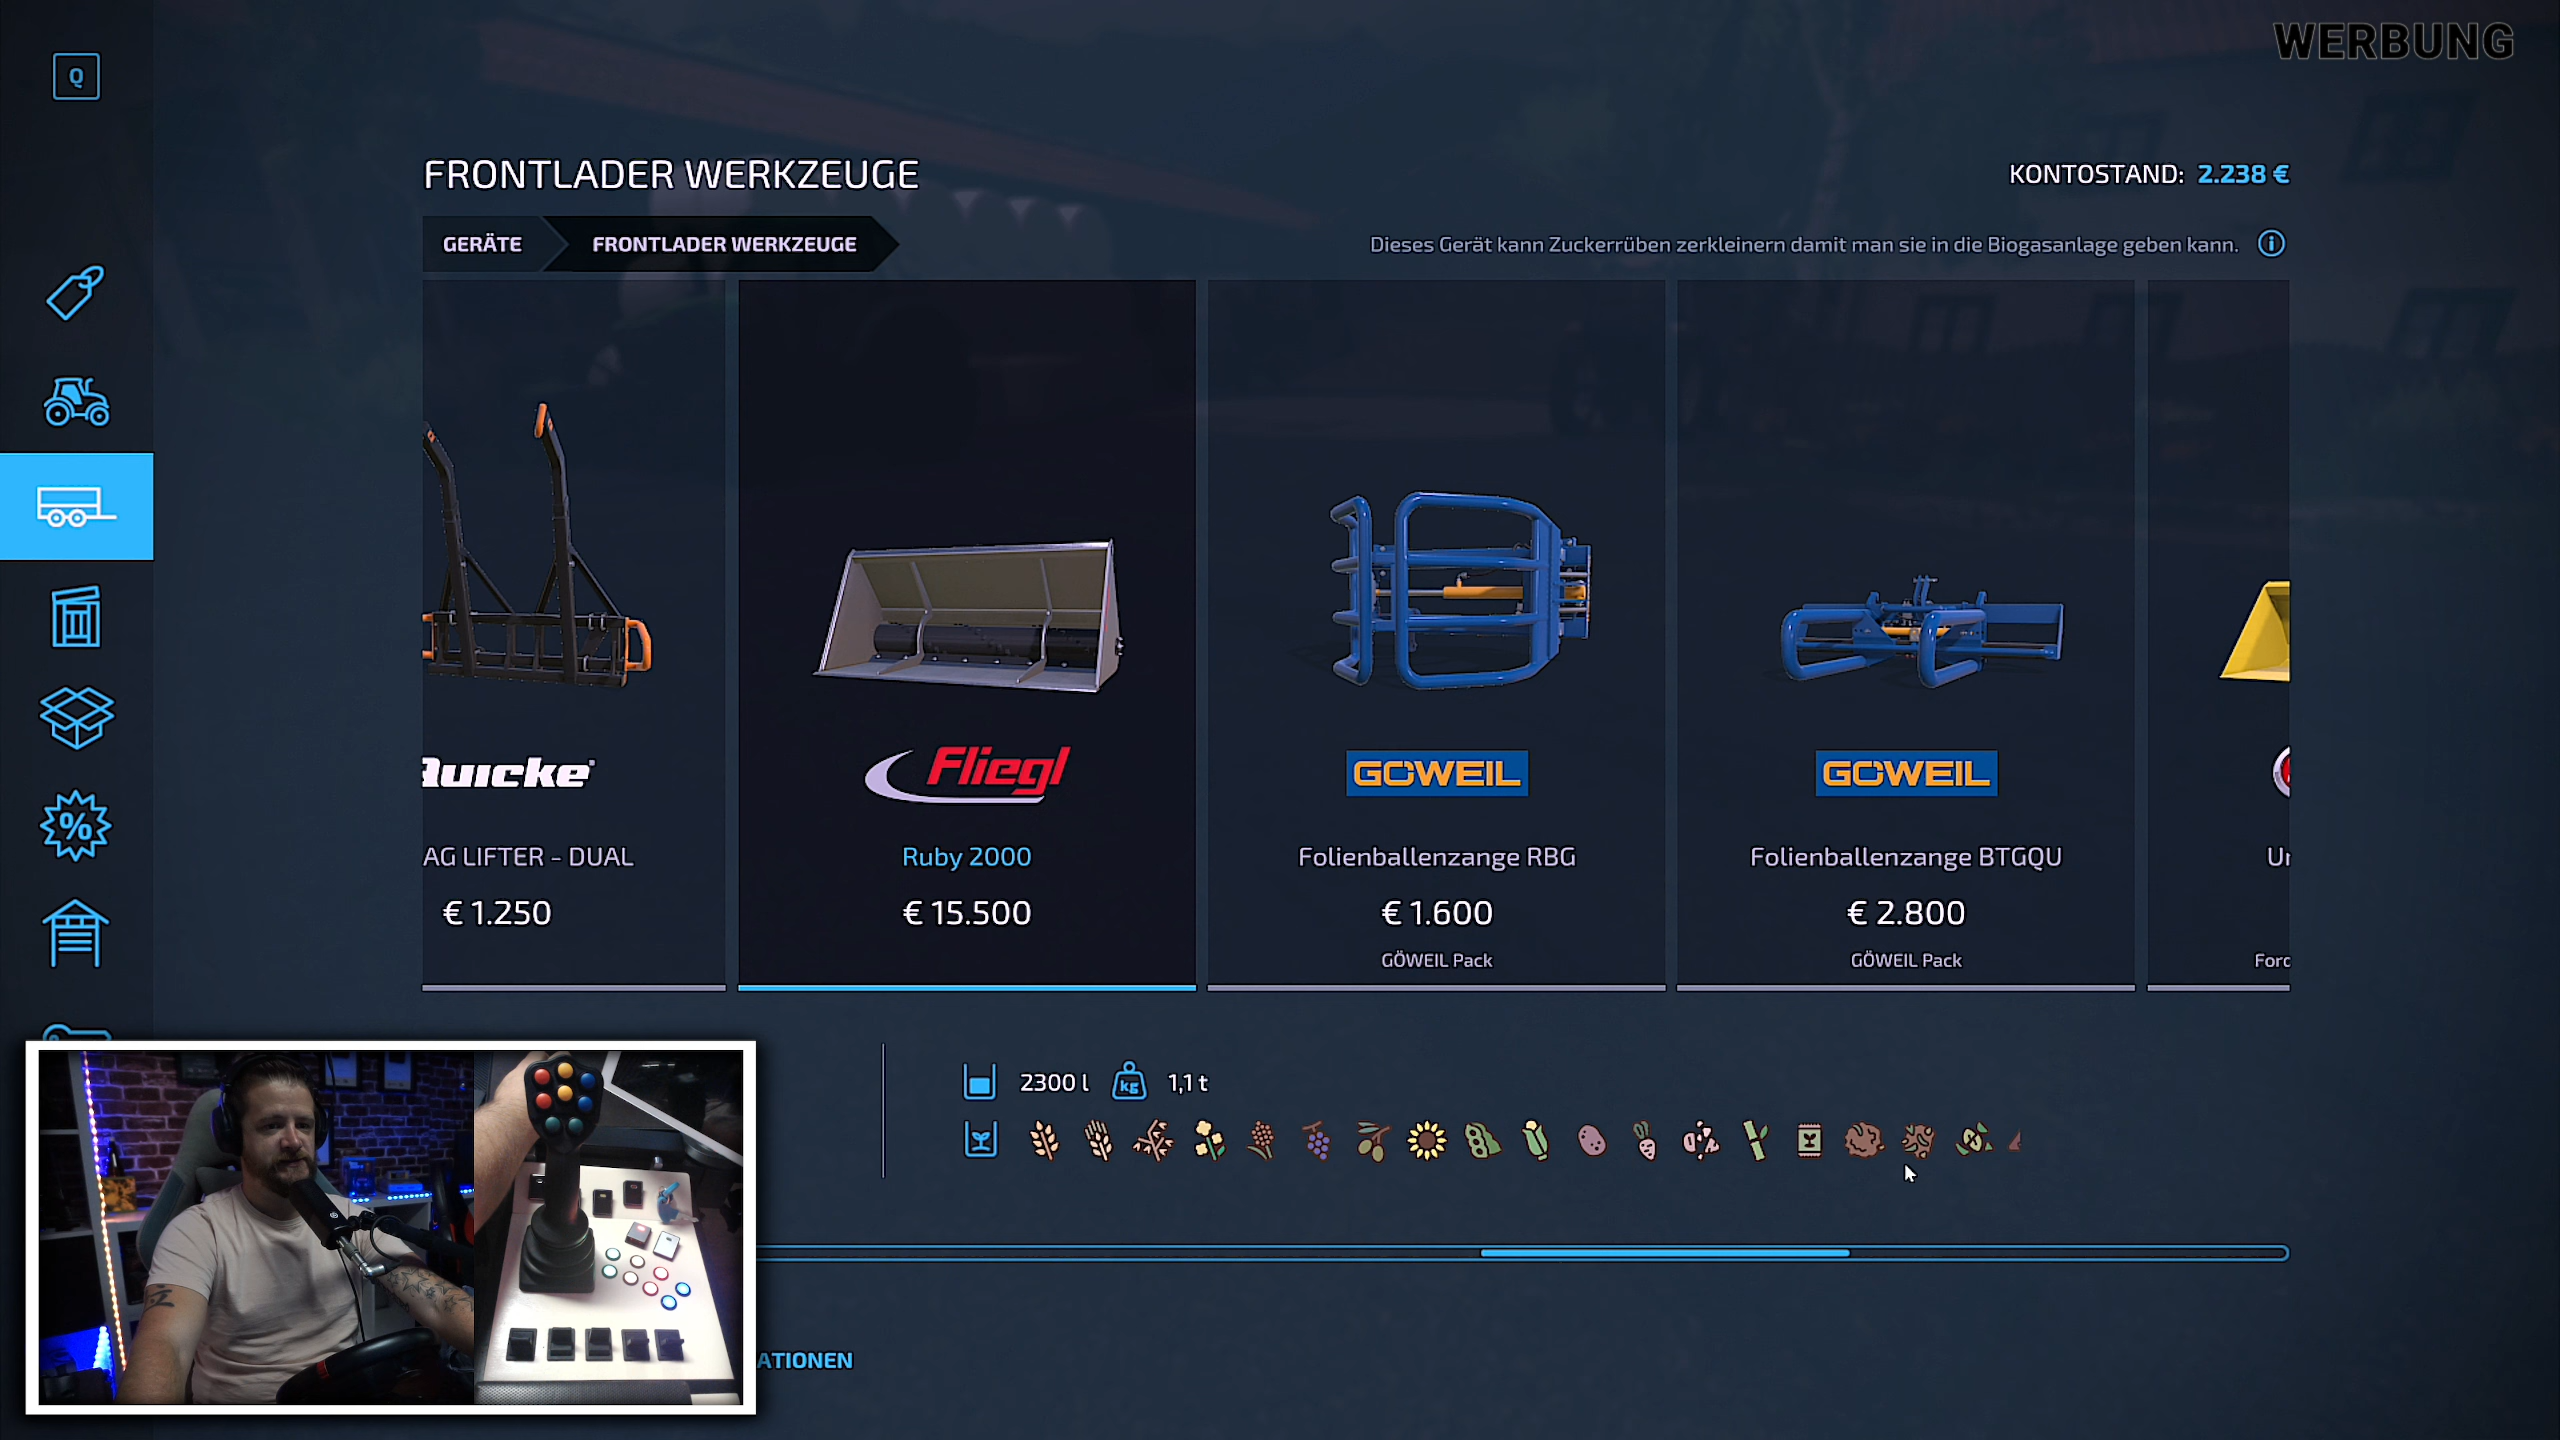 WERBUNG
Q
FRONTLADER WERKZEUGE
KONTOSTAND: 2.238 €
GERÄTE
FRONTLADER WERKZEUGE
Dieses Gerät kann Zuckerrüben zerkleinern damit man sie in die Biogasanlage geben kann.
Quicke
AG LIFTER - DUAL
€ 1.250
Fliegl
Ruby 2000
€ 15.500
GÖWEIL
Folienballenzange RBG
€ 1.600
GÖWEIL Pack
GÖWEIL
Folienballenzange BTGQU
€ 2.800
GÖWEIL Pack
%
2300 l
kg
1,1 t
ATIONEN